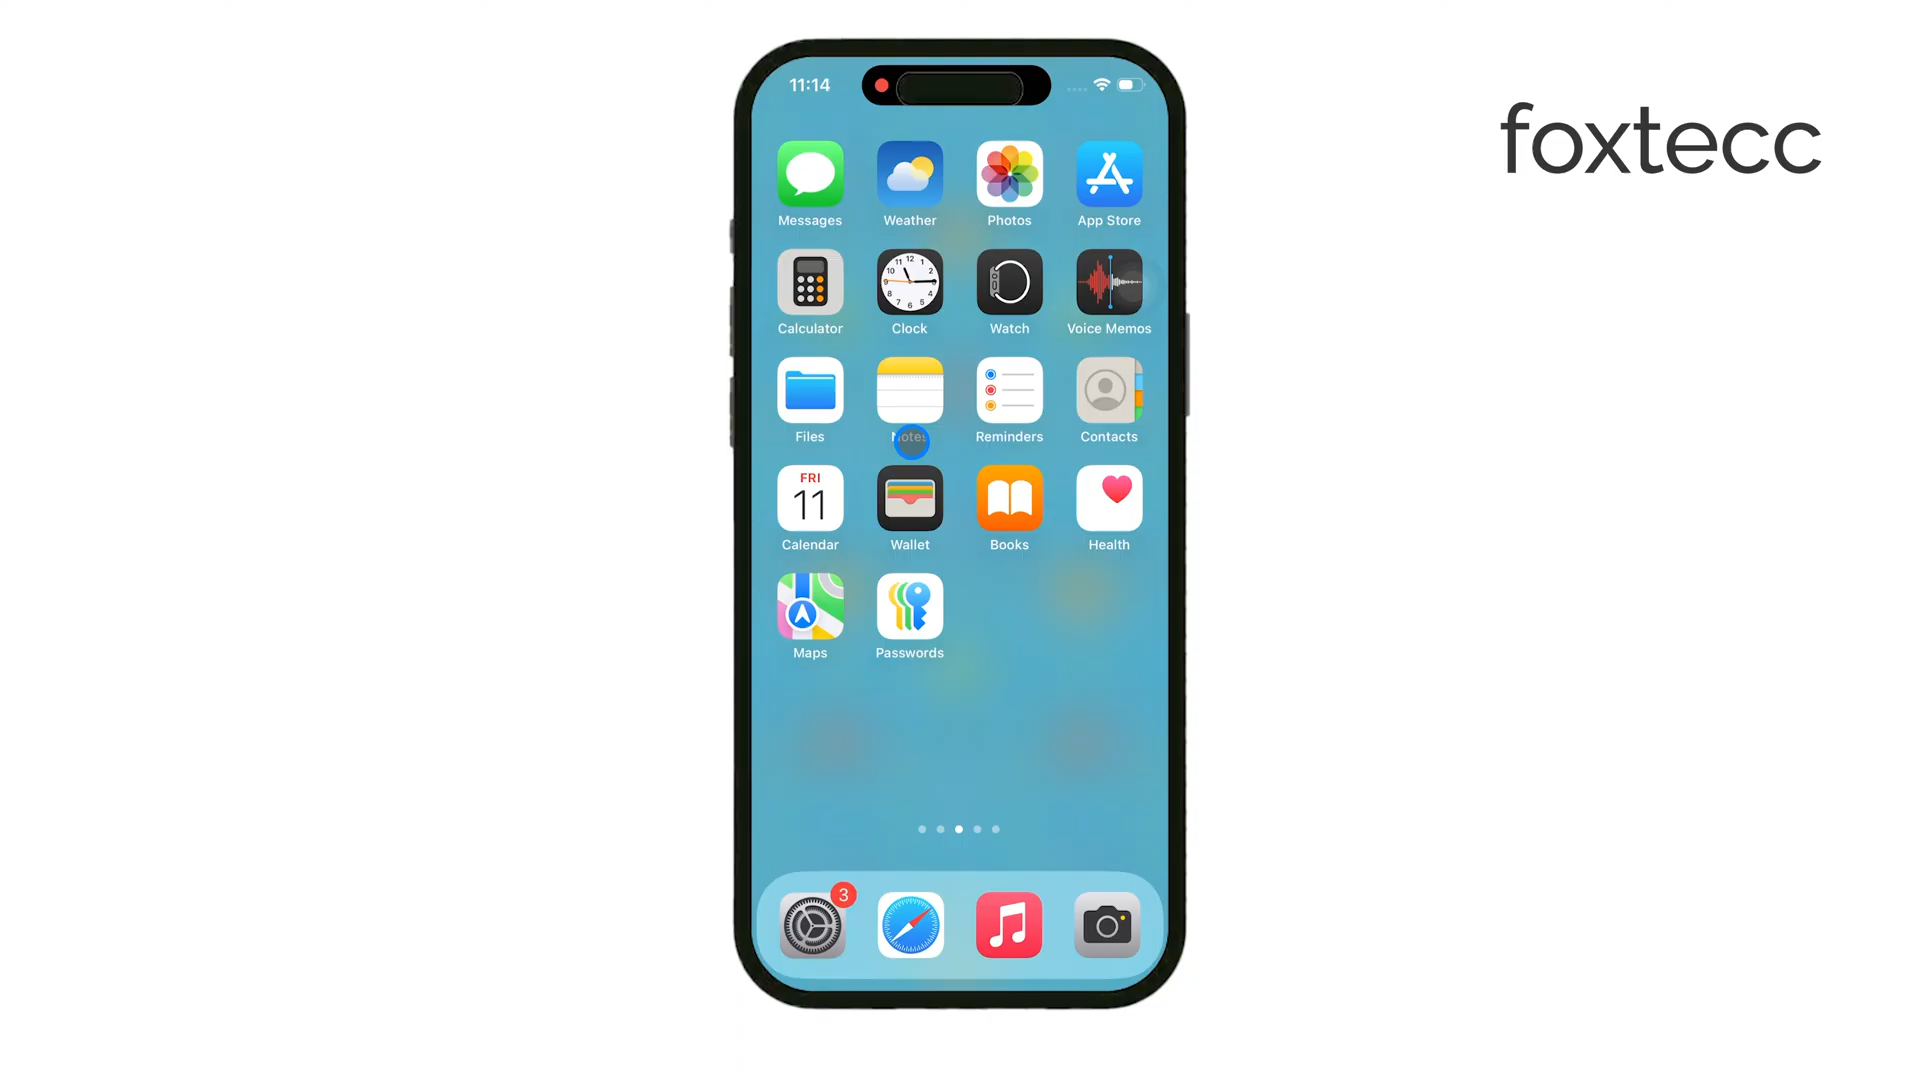 foxtecc
11:14
Messages Weather Photos App Store
Calculator Clock Watch Voice Memos
Files Notes Reminders Contacts
FRI
11
Calendar Wallet Books Health
Maps Passwords
3